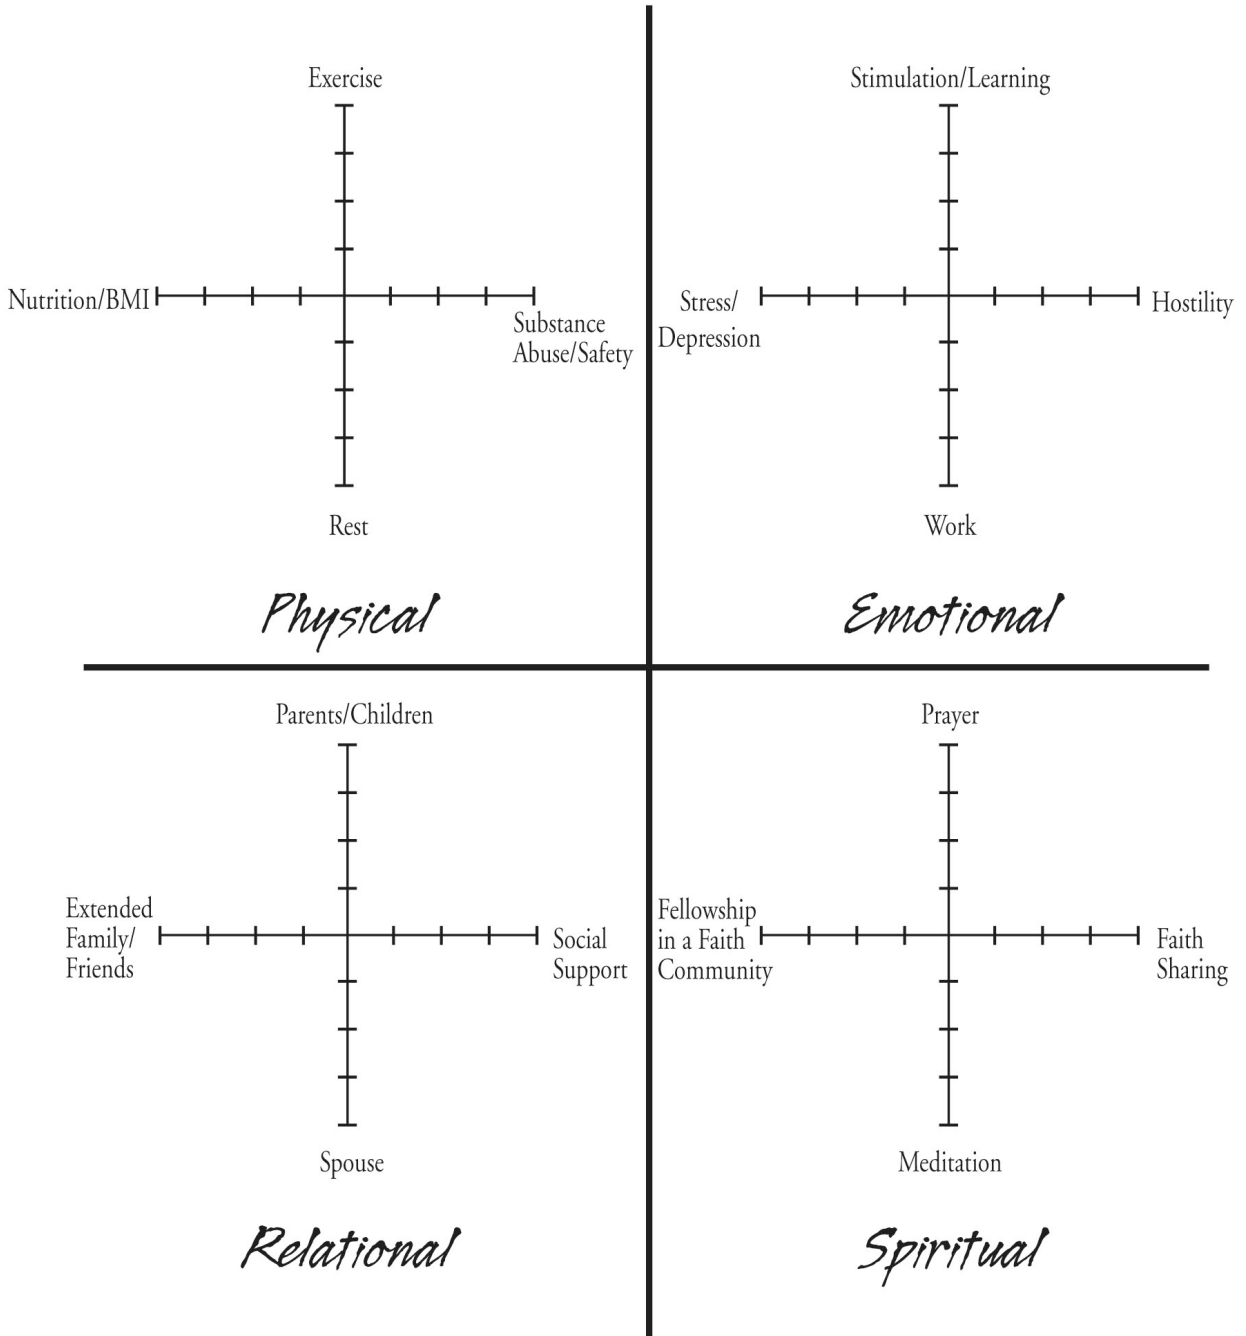 Exercise
Nutrition/BMI
Substance
Abuse/Safety
Rest
Physical
Stimulation/Learning
Stress/
Depression
Hostility
Work
Emotional
Parents/Children
Extended
Family/
Friends
Social
Support
Spouse
Relational
Prayer
Fellowship
in a Faith
Community
Faith
Sharing
Meditation
Spiritual